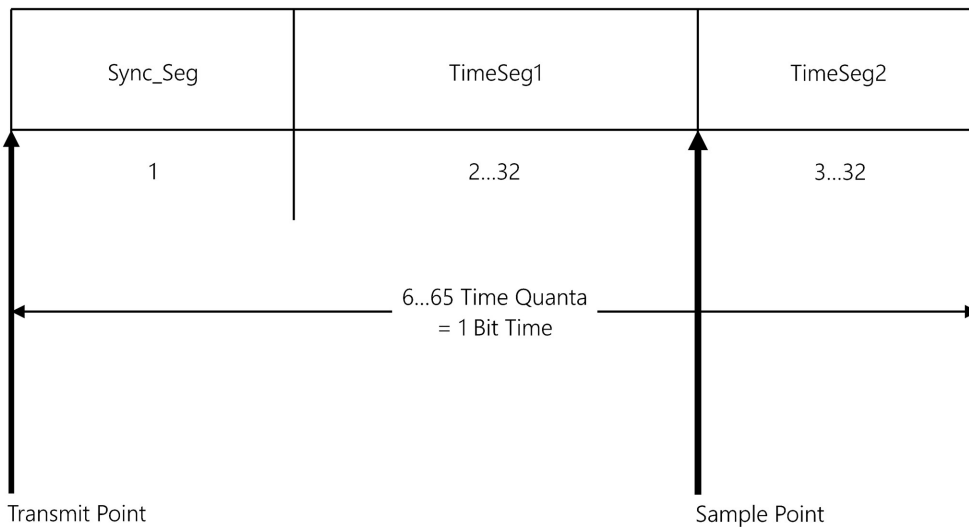 Sync_Seg
TimeSeg1
TimeSeg2
1
2...32
3...32
6...65 Time Quanta
= 1 Bit Time
Transmit Point
Sample Point